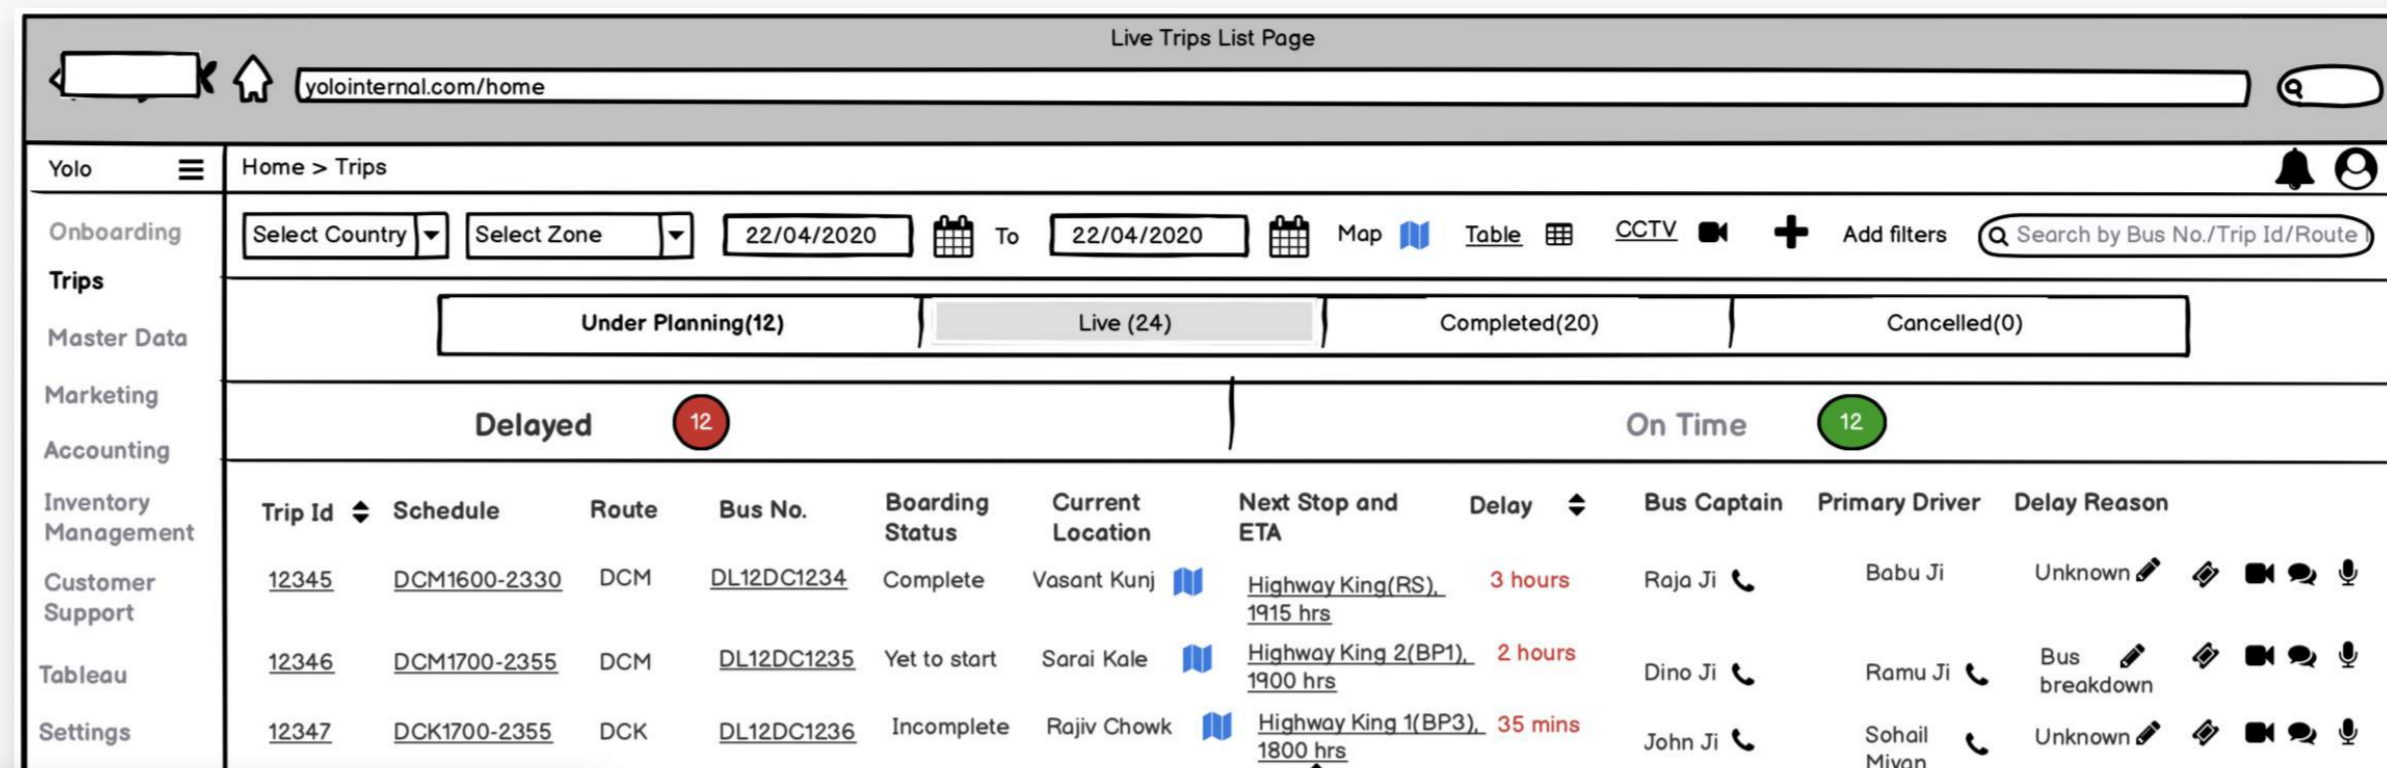 Live Trips List Page
yolointernal.com/home
Yolo
Home > Trips
Onboarding
Trips
Master Data
Marketing
Accounting
Inventory
Management
Customer
Support
Tableau
Settings
Select Country
Select Zone
22/04/2020
To
22/04/2020
Map
Table
CCTV
Add filters
Search by Bus No./Trip Id/Route
Under Planning(12)
Live (24)
Completed(20)
Cancelled(0)
Delayed 12
On Time 12
Trip Id
Schedule
Route
Bus No.
Boarding
Status
Current
Location
Next Stop and
ETA
Delay
Bus Captain
Primary Driver
Delay Reason
12345
DCM1600-2330
DCM
DL12DC1234
Complete
Vasant Kunj
Highway King(RS),
1915 hrs
3 hours
Raja Ji
Babu Ji
Unknown
12346
DCM1700-2355
DCM
DL12DC1235
Yet to start
Sarai Kale
Highway King 2(BP1),
1900 hrs
2 hours
Dino Ji
Ramu Ji
Bus
breakdown
12347
DCK1700-2355
DCK
DL12DC1236
Incomplete
Rajiv Chowk
Highway King 1(BP3),
1800 hrs
35 mins
John Ji
Sohail
Miyan
Unknown